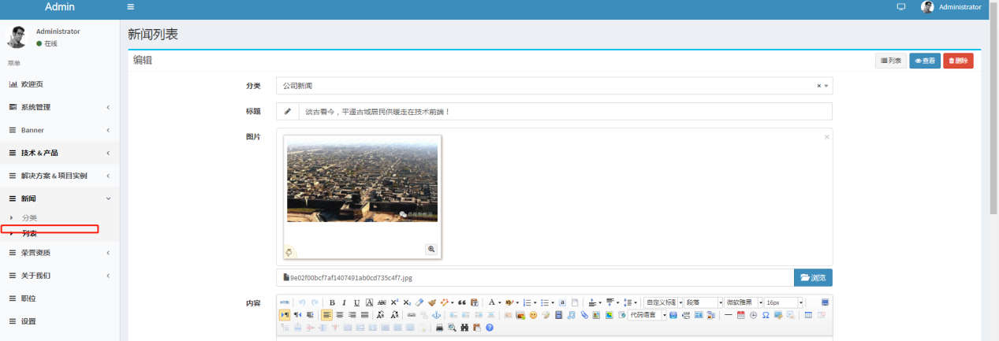 Admin
Administrator
Administrator
在线
菜单
欢迎页
系统管理
Banner
技术&产品
解决方案&项目实例
新闻
分类
列表
荣誉资质
关于我们
职位
设置
新闻列表
编辑
列表
查看
删除
分类
公司新闻
标题
谈古看今，平遥古城居民供暖走在技术前端！
图片
9e02f00bcf7af1407491ab0cd735c4f7.jpg
浏览
内容
HTML
B I U A ABC X² X₂
自定义标题 段落 微软雅黑 16px
代码语言